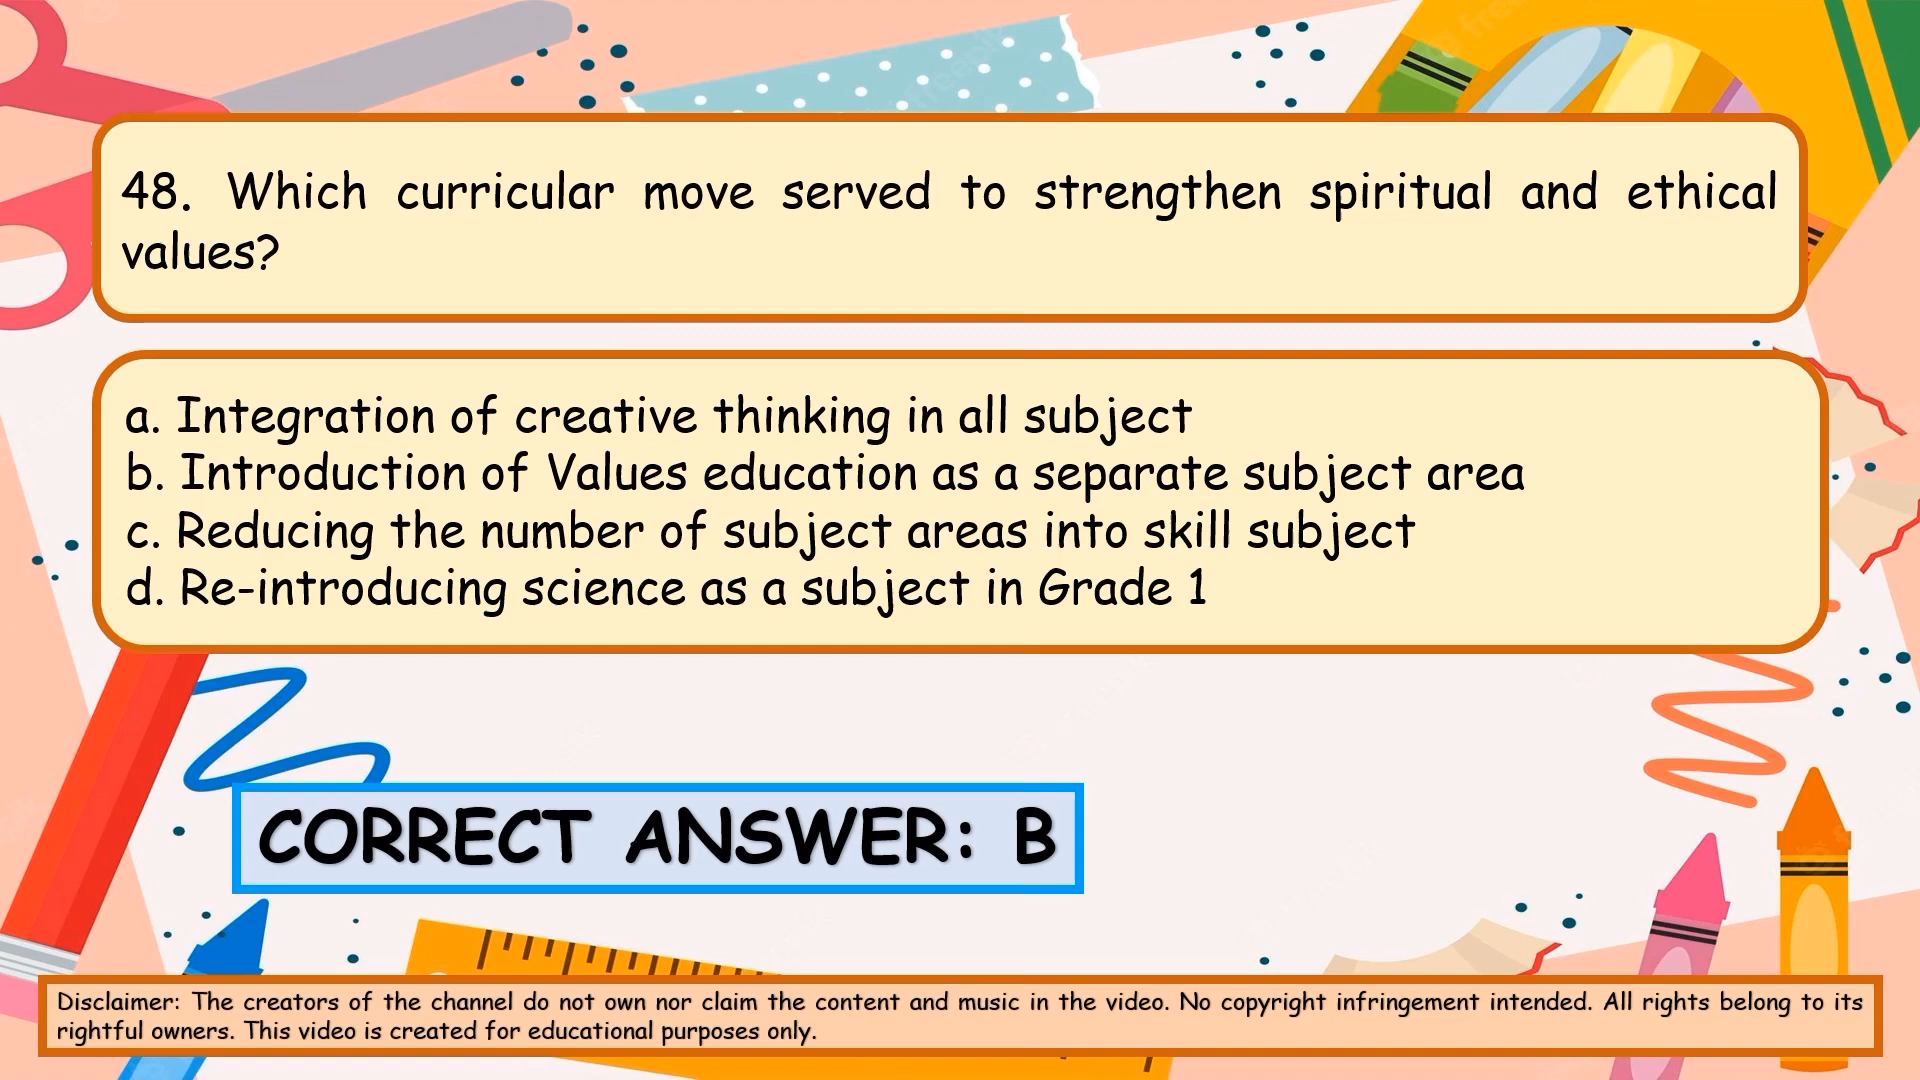 48. Which curricular move served to strengthen spiritual and ethical
values?
a. Integration of creative thinking in all subject
b. Introduction of Values education as a separate subject area
c. Reducing the number of subject areas into skill subject
d. Re-introducing science as a subject in Grade 1
CORRECT ANSWER: B
Disclaimer: The creators of the channel do not own nor claim the content and music in the video. No copyright infringement intended. All rights belong to its
rightful owners. This video is created for educational purposes only.